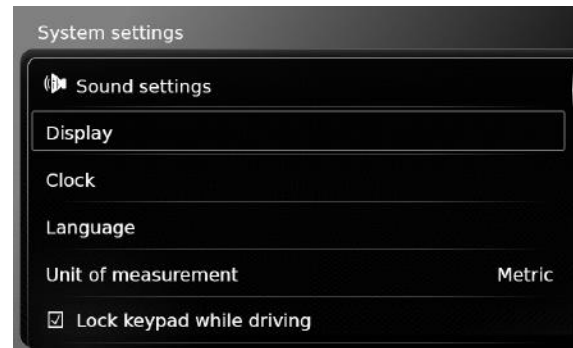 System settings
Sound settings
Display
Clock
Language
Unit of measurement Metric
Lock keypad while driving